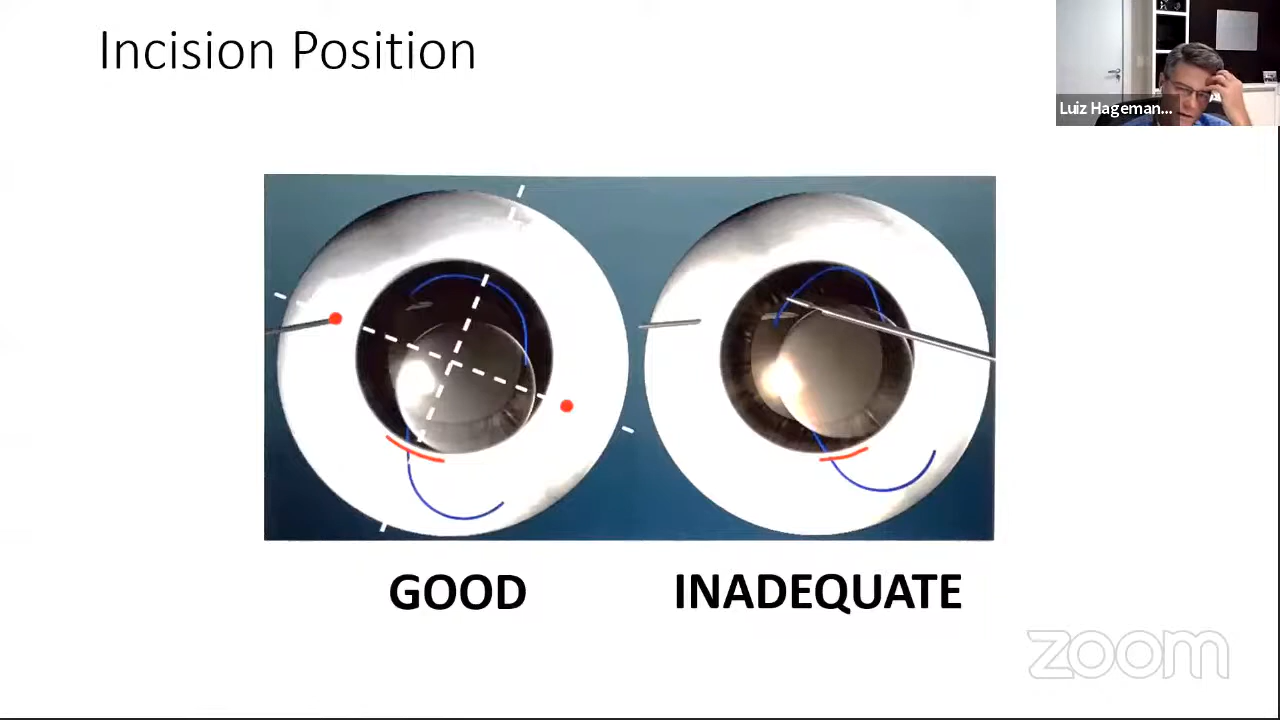 Incision Position
Luiz Hageman...
GOOD
INADEQUATE
zoom